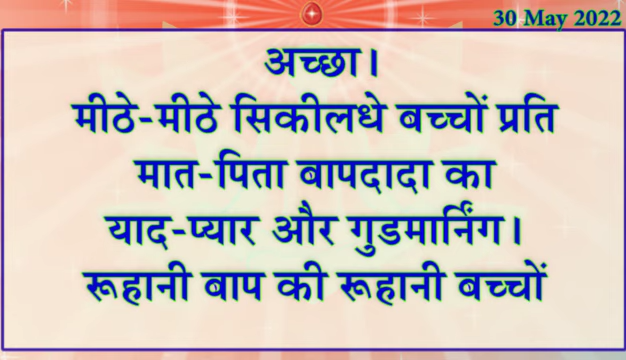 30 May 2022
अच्छा।
मीठे-मीठे सिकीलधे बच्चों प्रति
मात-पिता बापदादा का
याद-प्यार और गुडमार्निंग।
रूहानी बाप की रूहानी बच्चों